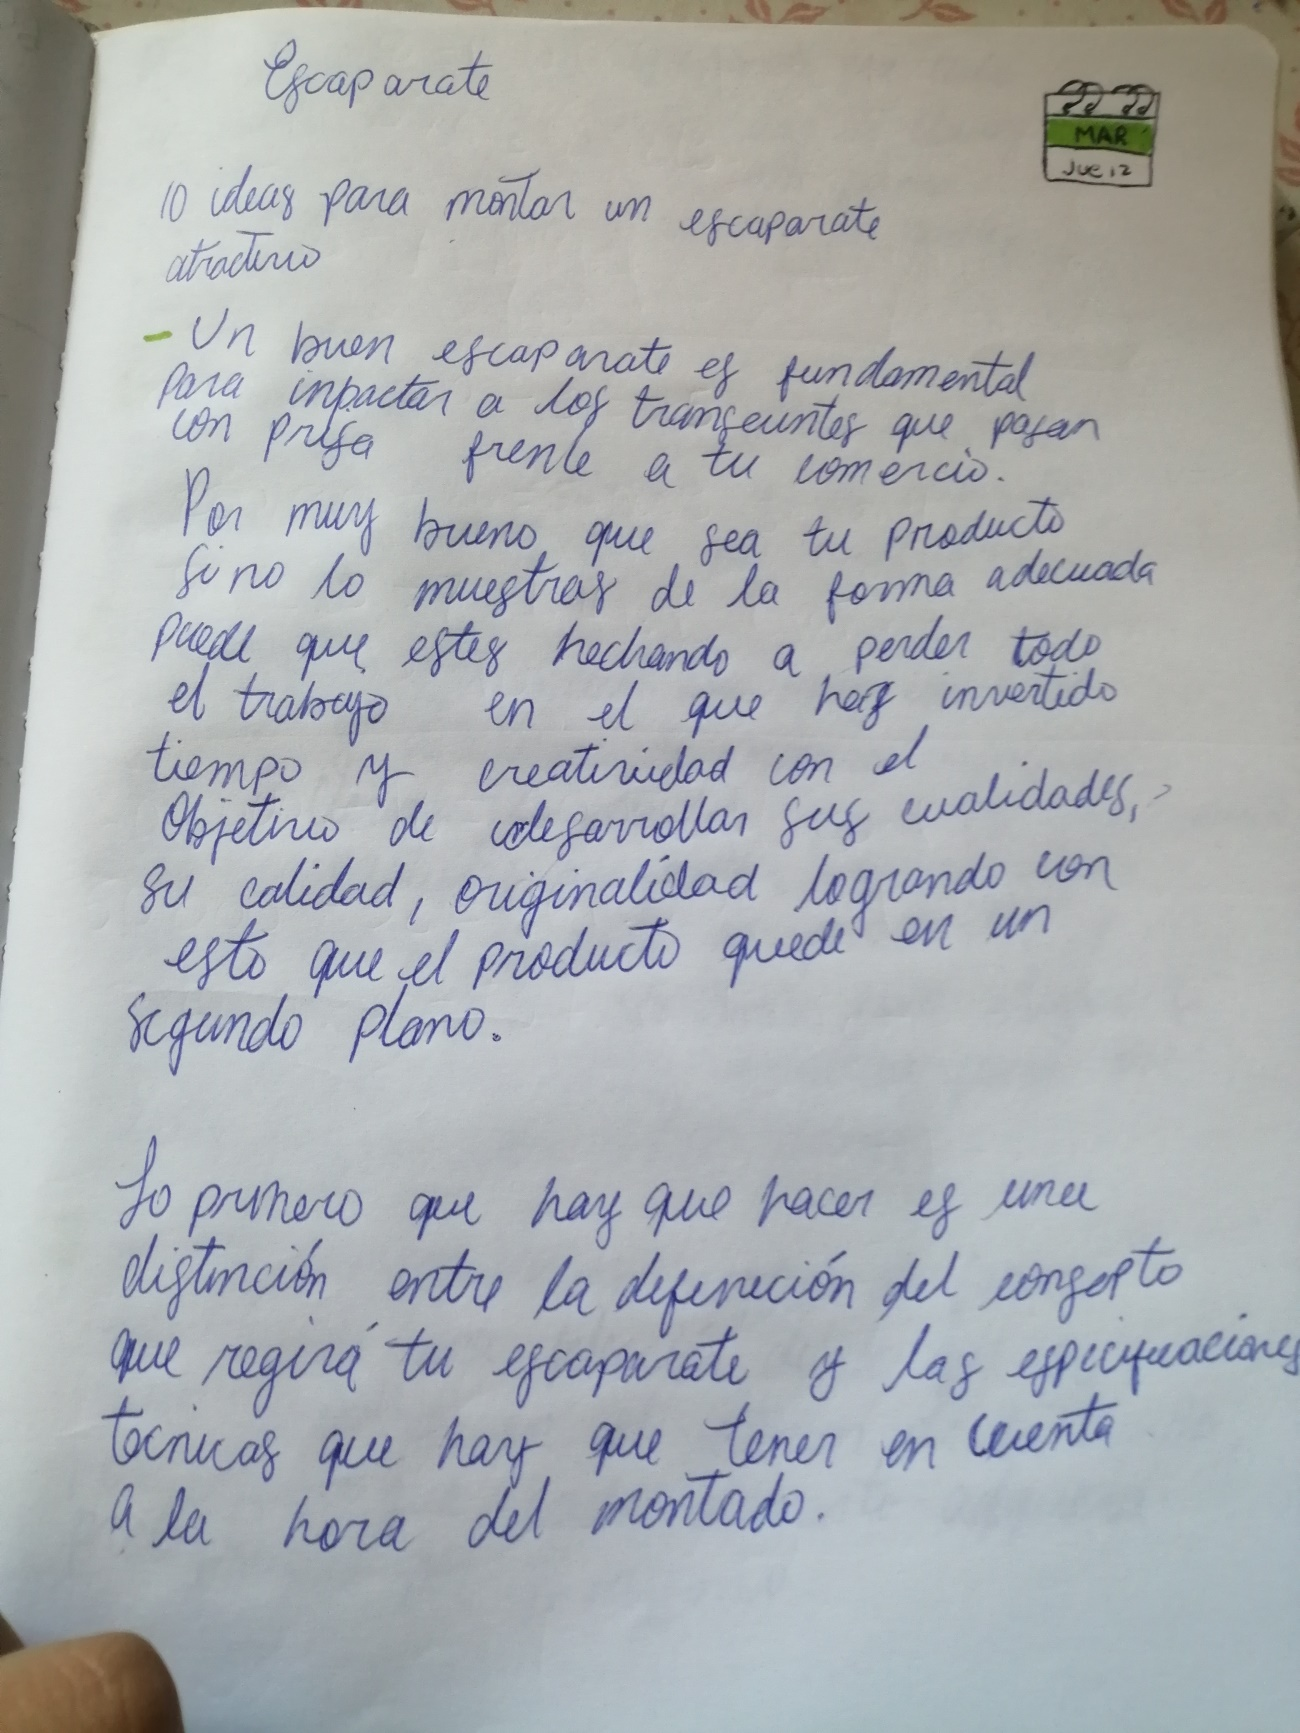 Escaparate
MAR
Jue 12
10 ideas para montar un escaparate
atractivo
- Un buen escaparate es fundamental
para inpactar a los transeuntes que pasan
con prisa frente a tu comercio.
Por muy bueno que sea tu producto
si no lo muestras de la forma adecuada
puede que estes hechando a perder todo
el trabajo en el que has invertido
tiempo y creatividad con el
Objetivo de desarrollar sus cualidades,
su calidad, originalidad logrando con
esto que el producto quede en un
segundo plano.
Lo primero que hay que hacer es una
distinción entre la definición del consepto
que regirá tu escaparate y las especificaciones
tecnicas que hay que tener en cuenta
a la hora del montado.